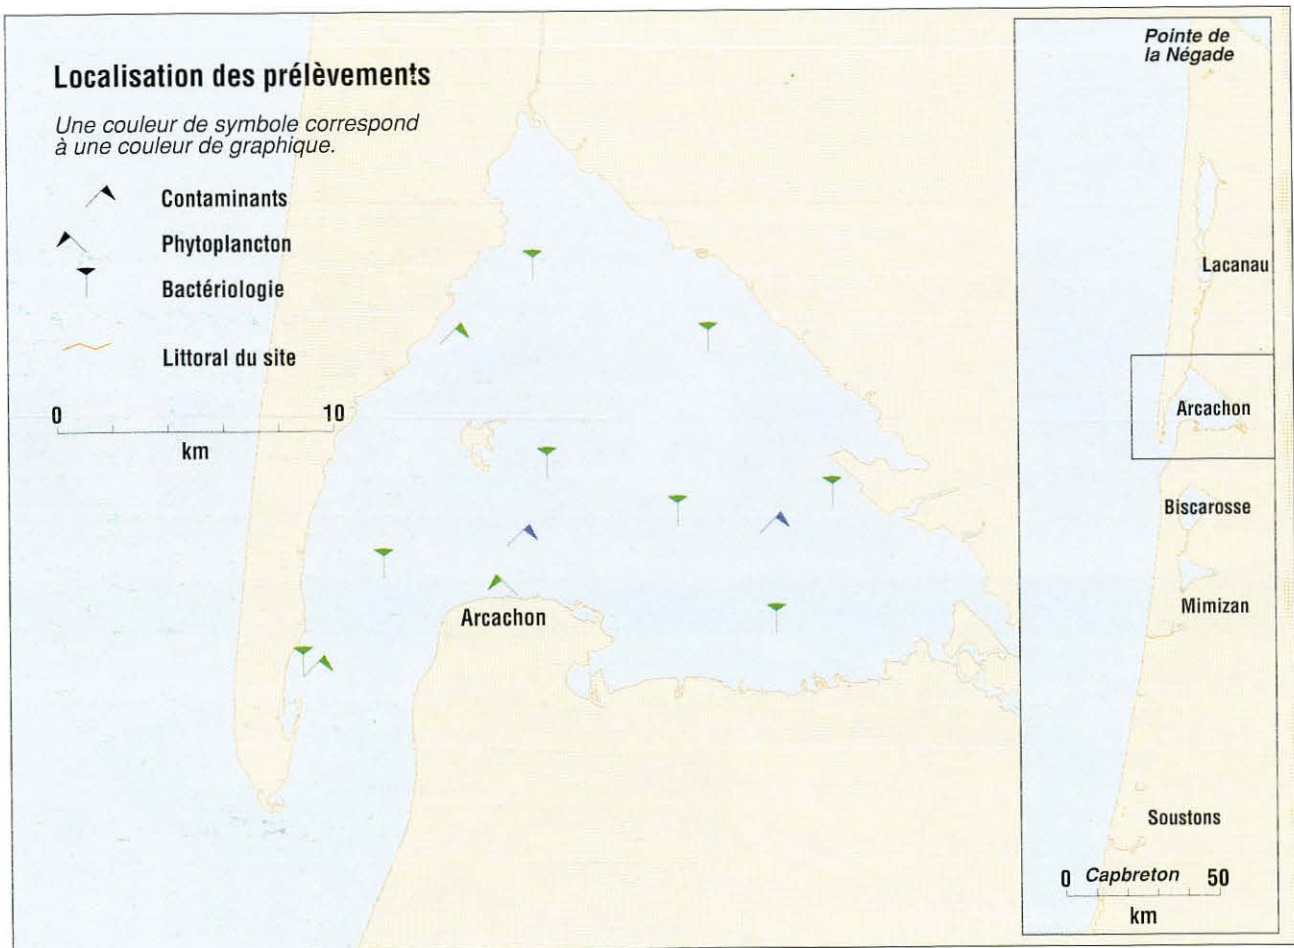 Localisation des prélèvements
Une couleur de symbole correspond
à une couleur de graphique.
Contaminants
Phytoplancton
Bactériologie
Littoral du site
0 10
km
Arcachon
Pointe de
la Négade
Lacanau
Arcachon
Biscarosse
Mimizan
Soustons
Capbreton
0 50
km